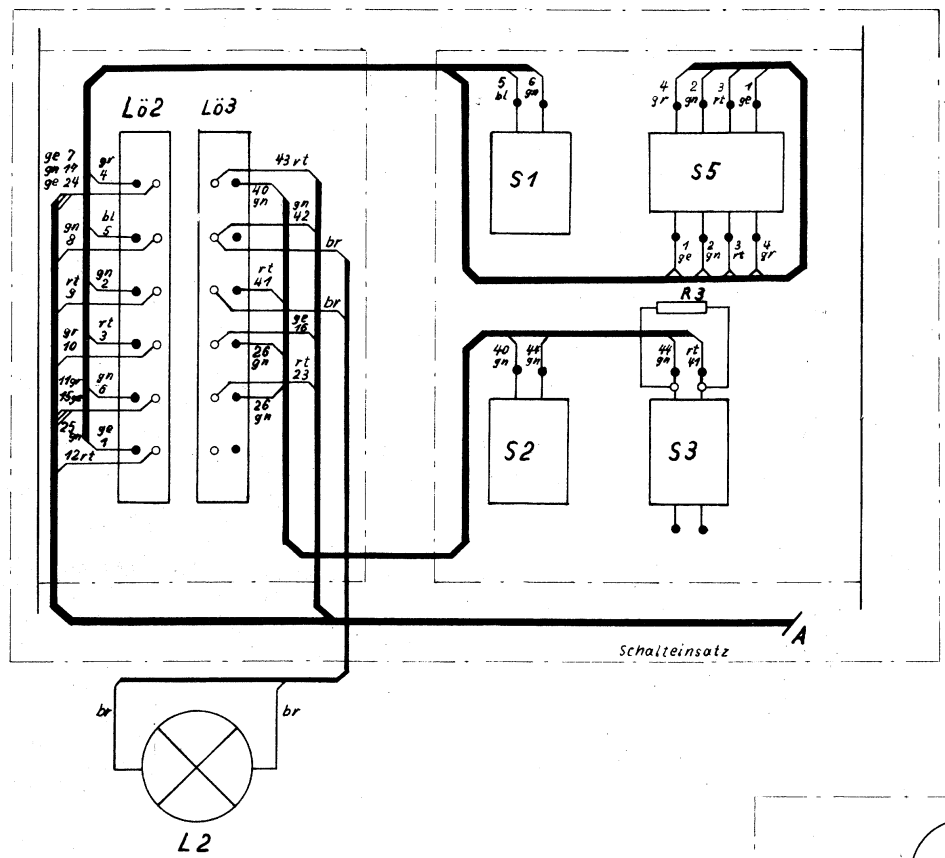 Lö2
Lö3
5
bl
6
gn
S1
4
gr
2
gn
3
rt
1
ge
S5
1
ge
2
gn
3
rt
4
gr
ge 7
gn 14
ge 24
gr
4
gn
8
bl
5
rt
9
gn
2
gr
10
rt
3
11gr
15ge
gn
6
25
gn
ge
1
12rt
43 rt
40
gn
gn
42
br
rt
41
br
ge
16
26
gn
rt
23
26
gn
R3
40
gn
44
gn
44
gn
rt
41
S2
S3
A
Schalteinsatz
br
br
L2